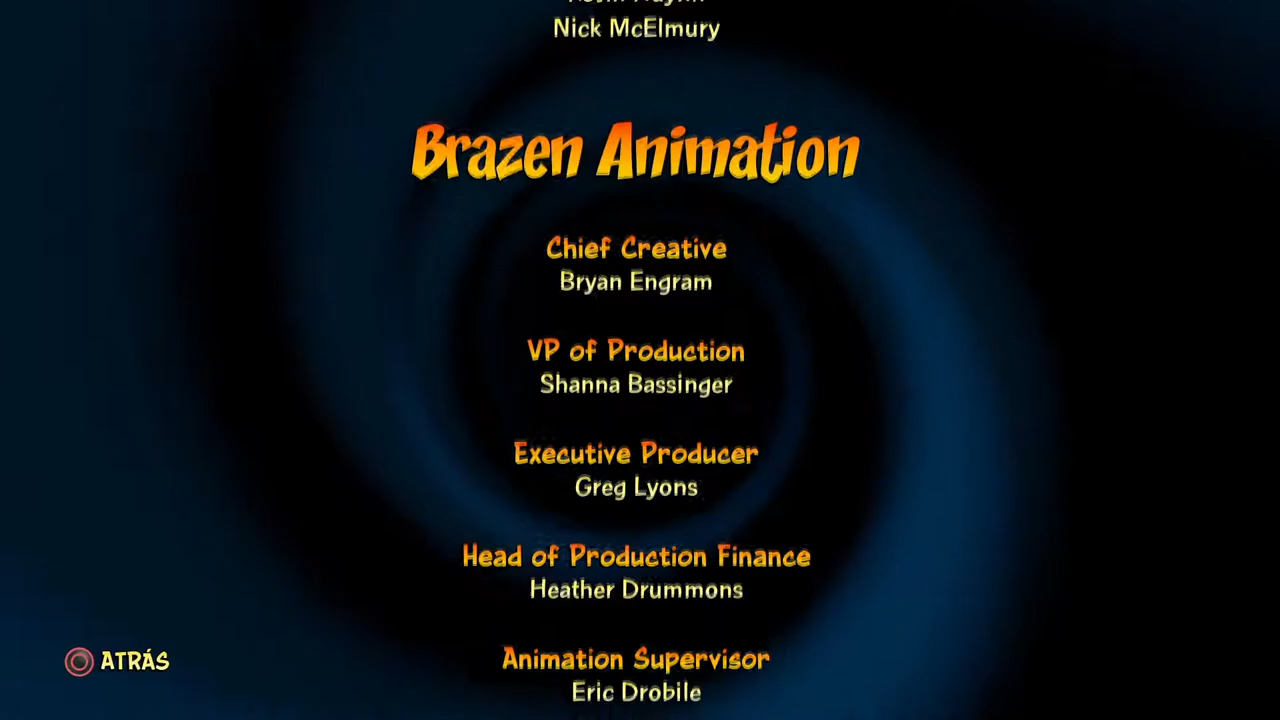 Nick McElmury
Brazen Animation
Chief Creative
Bryan Engram
VP of Production
Shanna Bassinger
Executive Producer
Greg Lyons
Head of Production Finance
Heather Drummons
Animation Supervisor
Eric Drobile
ATRÁS